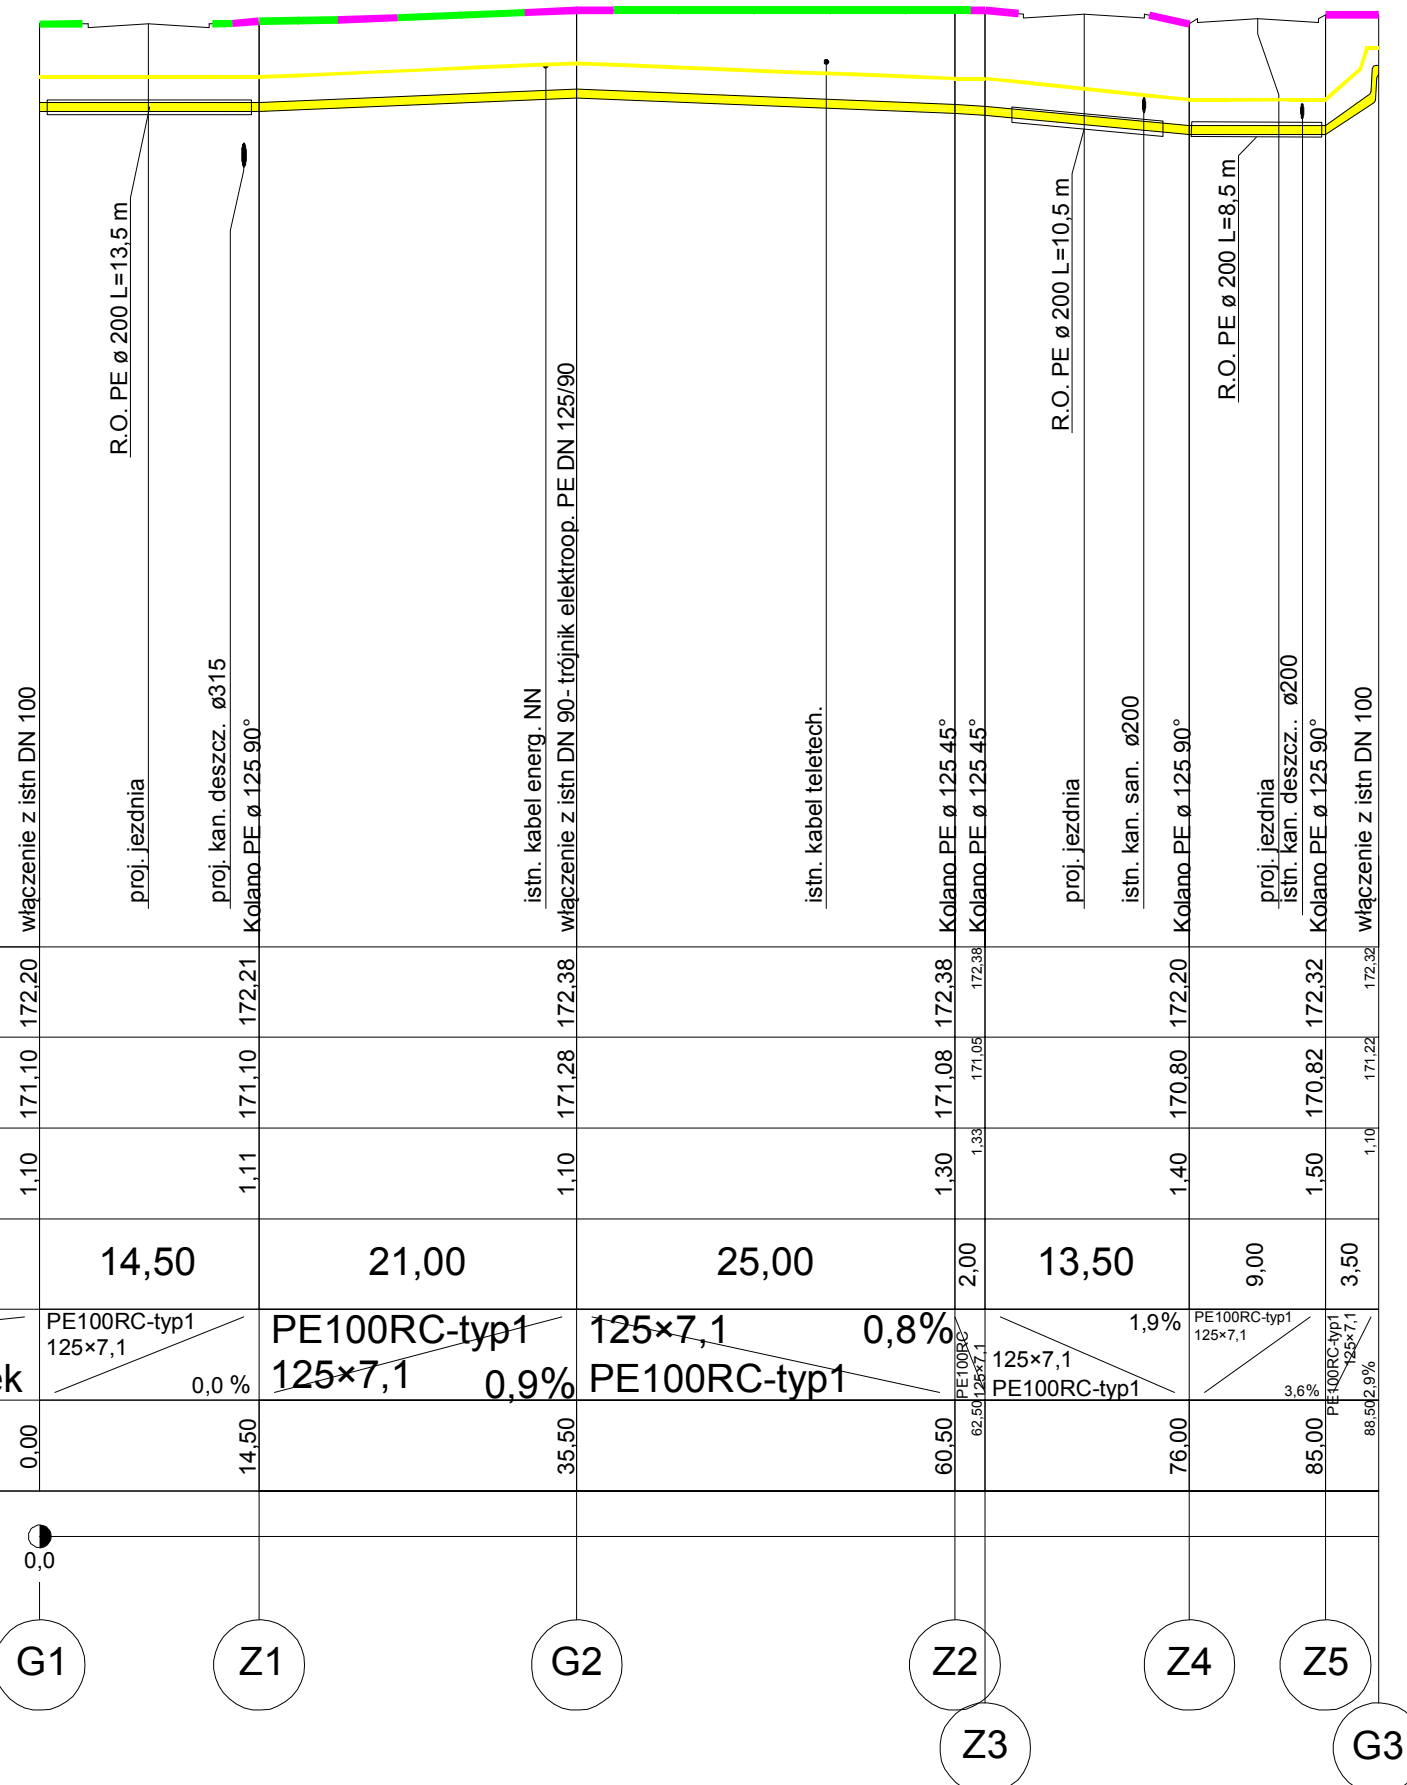 R.O. PE ø 200 L=13,5 m
R.O. PE ø 200 L=10,5 m
R.O. PE ø 200 L=8,5 m
włączenie z istn DN 100
proj. jezdnia
proj. kan. deszcz. ø315
Kolano PE ø 125 90°
istn. kabel energ. NN
włączenie z istn DN 90- trójnik elektroop. PE DN 125/90
istn. kabel teletech.
Kolano PE ø 125 45°
Kolano PE ø 125 45°
proj. jezdnia
istn. kan. san. ø200
Kolano PE ø 125 90°
proj. jezdnia
istn. kan. deszcz.. ø200
Kolano PE ø 125 90°
włączenie z istn DN 100
172,20 172,21 172,38 172,38 172,38 172,20 172,32 172,32
171,10 171,10 171,28 171,08 171,05 170,80 170,82 171,22
1,10 1,11 1,10 1,30 1,33 1,40 1,50 1,10
14,50 21,00 25,00 2,00 13,50 9,00 3,50
ek
PE100RC-typ1
125×7,1
0,0 %
PE100RC-typ1
125×7,1
0,9%
125×7,1
0,8%
PE100RC-typ1
PE100RC
125×7,1
1,9%
125×7,1
PE100RC-typ1
PE100RC-typ1
125×7,1
3,6%
PE100RC-typ1
125×7,1
2,9%
0,00 14,50 35,50 60,50 62,50 76,00 85,00 88,50
0,0
G1 Z1 G2 Z2 Z4 Z5
Z3 G3